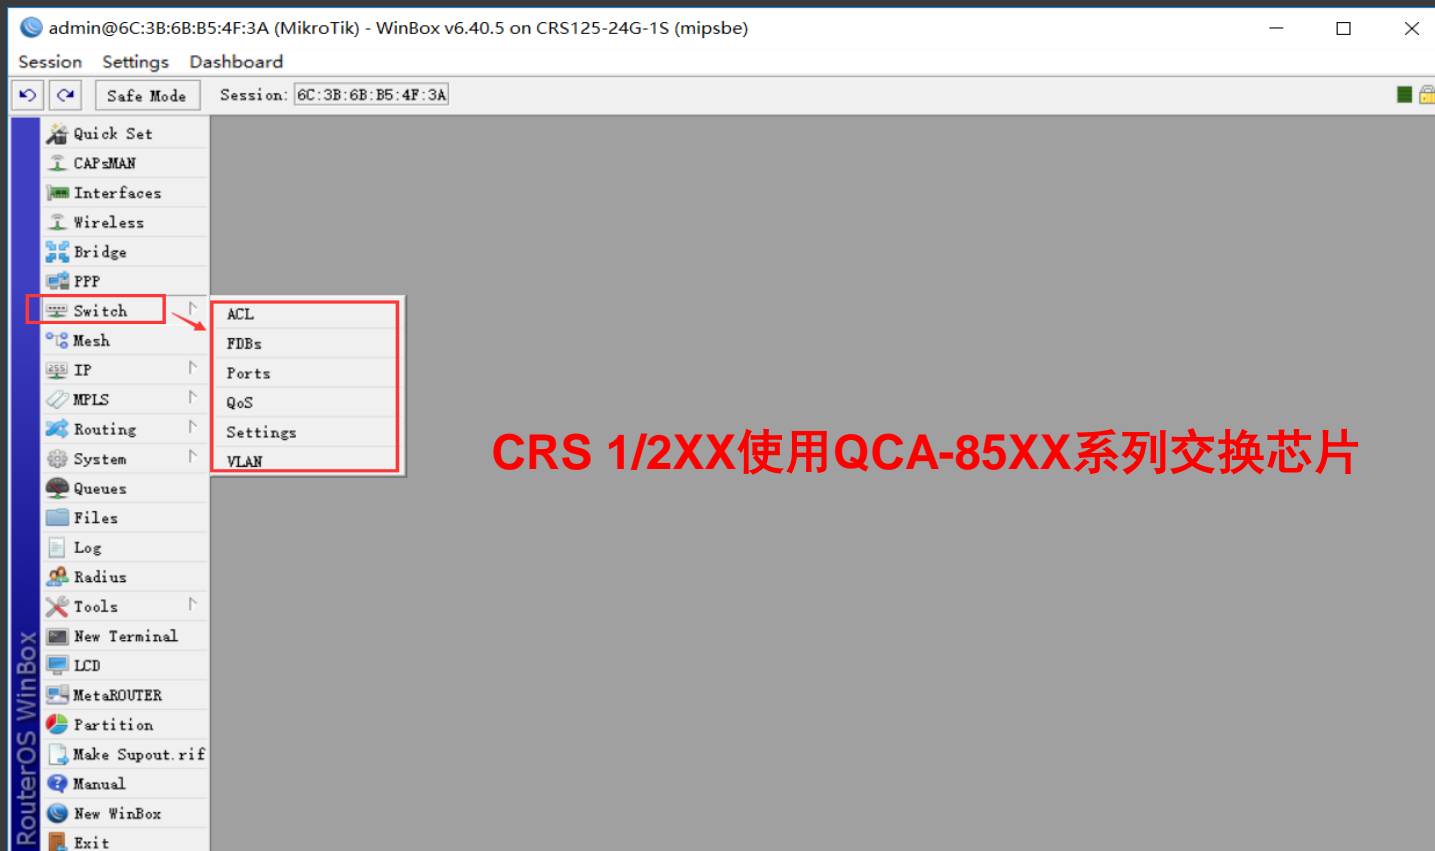 admin@6C:3B:6B:B5:4F:3A (MikroTik) - WinBox v6.40.5 on CRS125-24G-1S (mipsbe)
Session Settings Dashboard
Safe Mode Session: 6C:3B:6B:B5:4F:3A
Quick Set
CAPsMAN
Interfaces
Wireless
Bridge
PPP
Switch
Mesh
255 IP
MPLS
Routing
System
Queues
Files
Log
Radius
Tools
New Terminal
LCD
MetaROUTER
Partition
Make Supout.rif
Manual
New WinBox
Exit
ACL
FDBs
Ports
QoS
Settings
VLAN
CRS 1/2XX使用QCA-85XX系列交换芯片
RouterOS WinBox